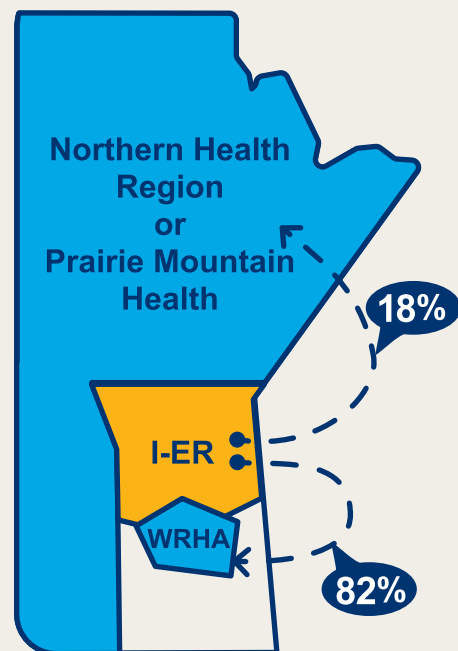 Northern Health
Region
or
Prairie Mountain
Health
18%
I-ER
WRHA
82%